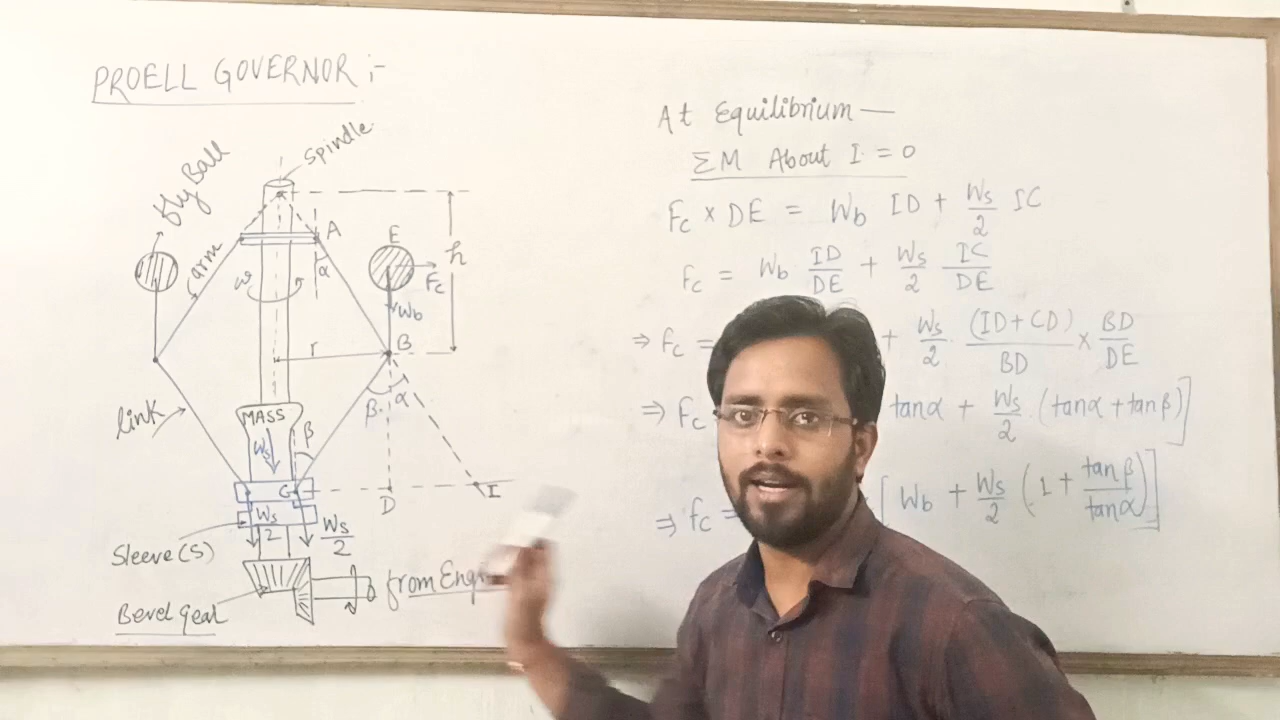 PROELL GOVERNOR :-
Spindle
fly Ball
arm
A
α
ω
E
Fc
Wb
h
r
B
β α
link
MASS
Ws
β
C
D
I
Ws/2
Ws/2
Sleeve (S)
Bevel Gear
from Eng
At Equilibrium —
ΣM About I = 0
Fc × DE = Wb ID + Ws/2 IC
Fc = Wb ID/DE + Ws/2 IC/DE
⇒ Fc = + Ws/2 . (ID+CD)/BD × BD/DE
⇒ Fc tanα + Ws/2 . (tanα + tanβ)]
⇒ fc = [Wb + Ws/2 (1 + tanβ/tanα)]